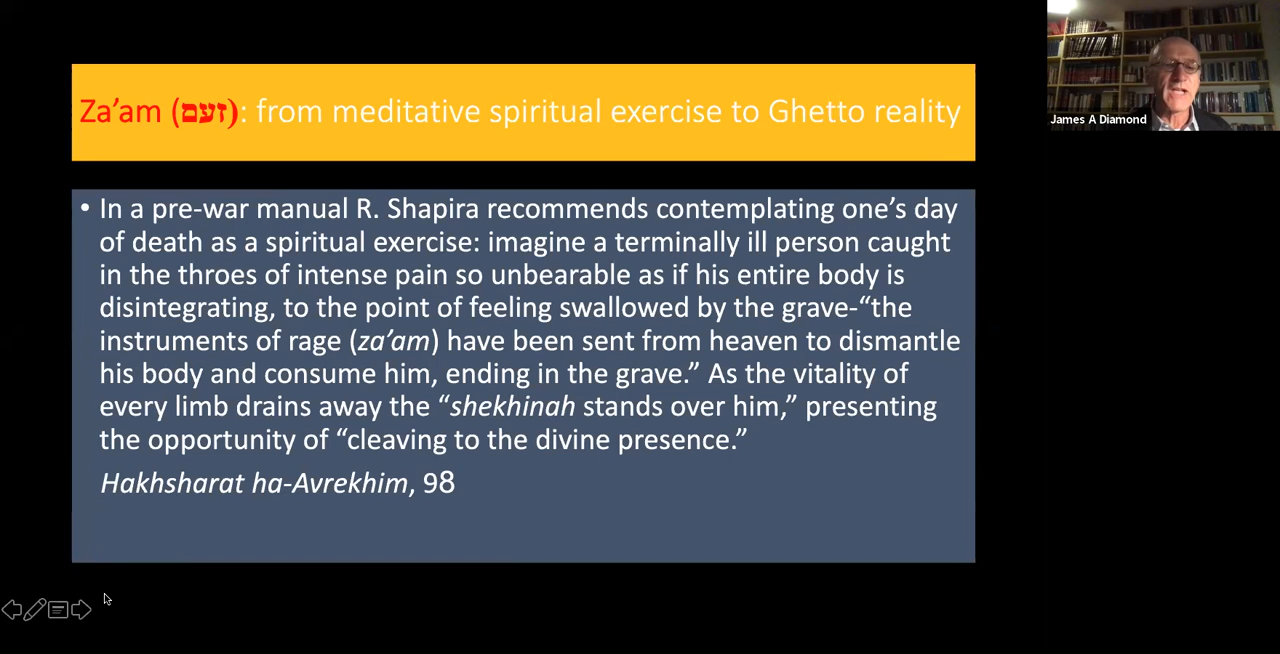 Za’am (זעם): from meditative spiritual exercise to Ghetto reality
James A Diamond
• In a pre-war manual R. Shapira recommends contemplating one’s day
of death as a spiritual exercise: imagine a terminally ill person caught
in the throes of intense pain so unbearable as if his entire body is
disintegrating, to the point of feeling swallowed by the grave-“the
instruments of rage (za’am) have been sent from heaven to dismantle
his body and consume him, ending in the grave.” As the vitality of
every limb drains away the “shekhinah stands over him,” presenting
the opportunity of “cleaving to the divine presence.”
Hakhsharat ha-Avrekhim, 98